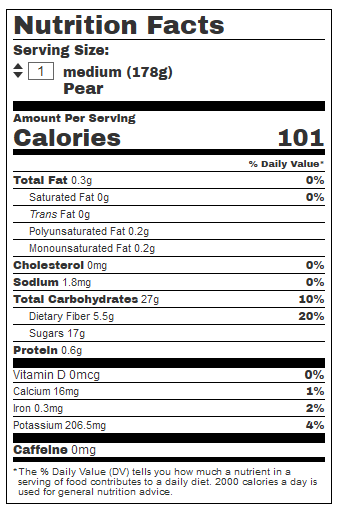 Nutrition Facts
Serving Size:
1 medium (178g)
Pear
Amount Per Serving
Calories 101
% Daily Value*
Total Fat 0.3g 0%
Saturated Fat 0g 0%
Trans Fat 0g
Polyunsaturated Fat 0.2g
Monounsaturated Fat 0.2g
Cholesterol 0mg 0%
Sodium 1.8mg 0%
Total Carbohydrates 27g 10%
Dietary Fiber 5.5g 20%
Sugars 17g
Protein 0.6g
Vitamin D 0mcg 0%
Calcium 16mg 1%
Iron 0.3mg 2%
Potassium 206.5mg 4%
Caffeine 0mg
*The % Daily Value (DV) tells you how much a nutrient in a
serving of food contributes to a daily diet. 2000 calories a day is
used for general nutrition advice.